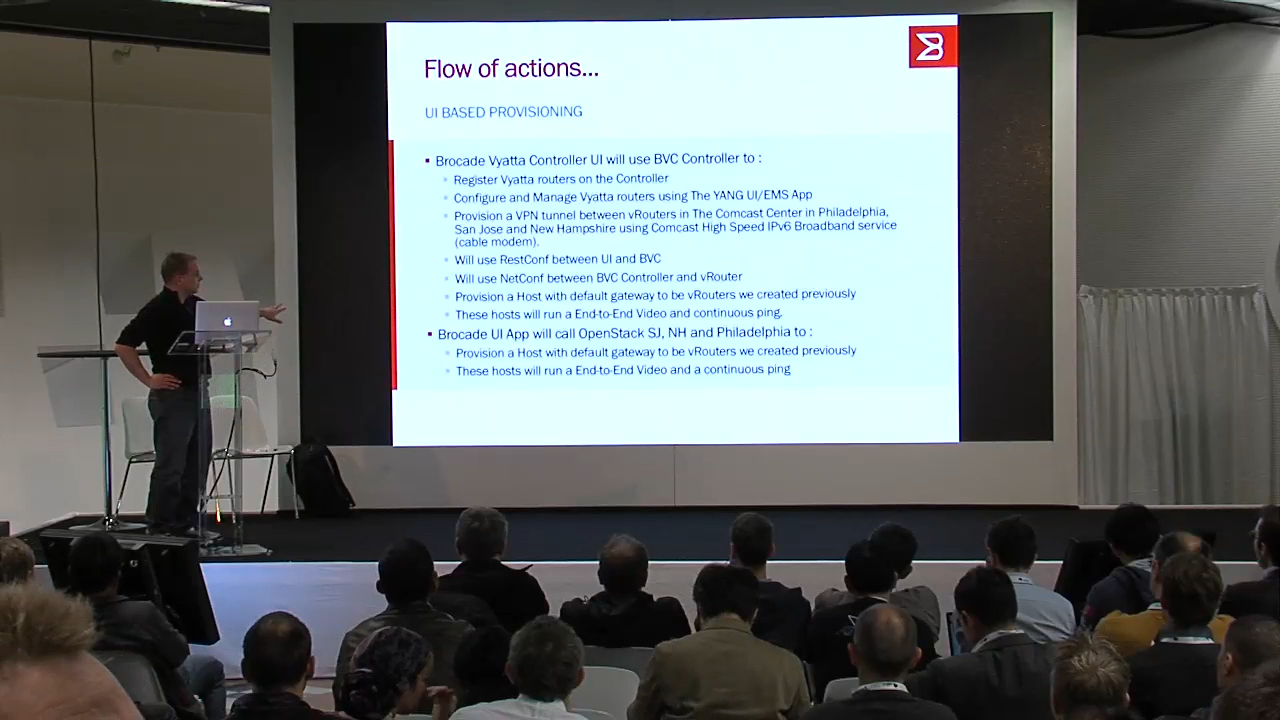 Flow of actions...
UI BASED PROVISIONING
Brocade Vyatta Controller UI will use BVC Controller to :
Register Vyatta routers on the Controller
Configure and Manage Vyatta routers using The YANG UI/EMS App
Provision a VPN tunnel between vRouters in The Comcast Center in Philadelphia,
San Jose and New Hampshire using Comcast High Speed IPv6 Broadband service
(cable modem).
Will use RestConf between UI and BVC
Will use NetConf between BVC Controller and vRouter
Provision a Host with default gateway to be vRouters we created previously
These hosts will run a End-to-End Video and continuous ping.
Brocade UI App will call OpenStack SJ, NH and Philadelphia to :
Provision a Host with default gateway to be vRouters we created previously
These hosts will run a End-to-End Video and a continuous ping